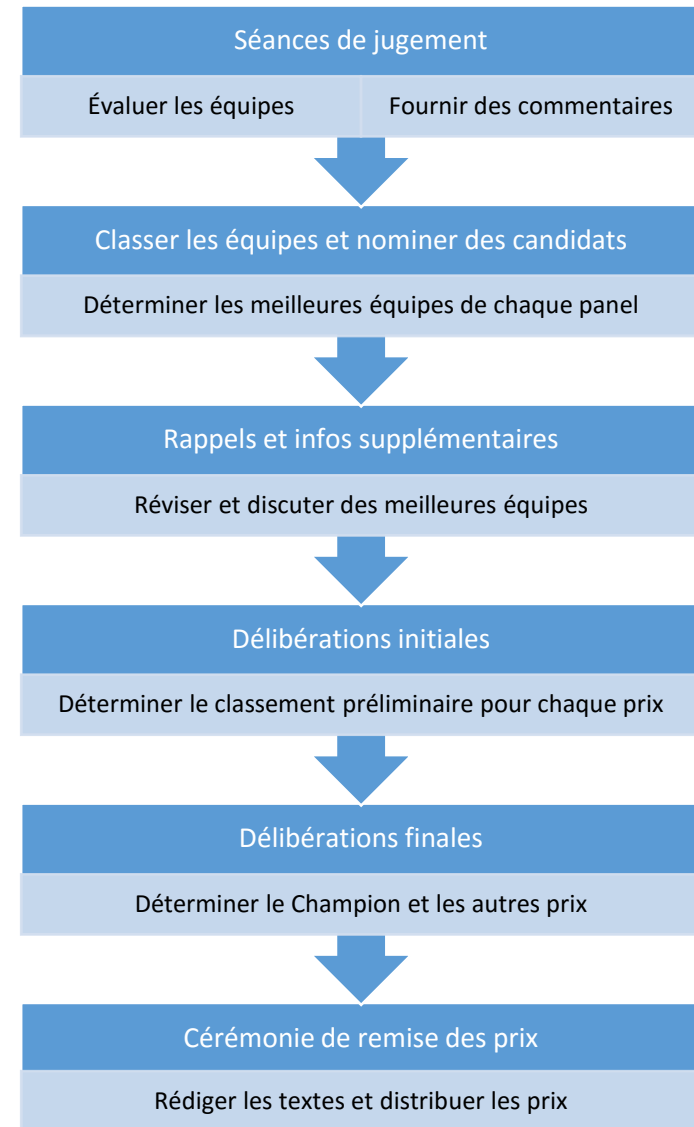 Séances de jugement
Évaluer les équipes
Fournir des commentaires
Classer les équipes et nominer des candidats
Déterminer les meilleures équipes de chaque panel
Rappels et infos supplémentaires
Réviser et discuter des meilleures équipes
Délibérations initiales
Déterminer le classement préliminaire pour chaque prix
Délibérations finales
Déterminer le Champion et les autres prix
Cérémonie de remise des prix
Rédiger les textes et distribuer les prix